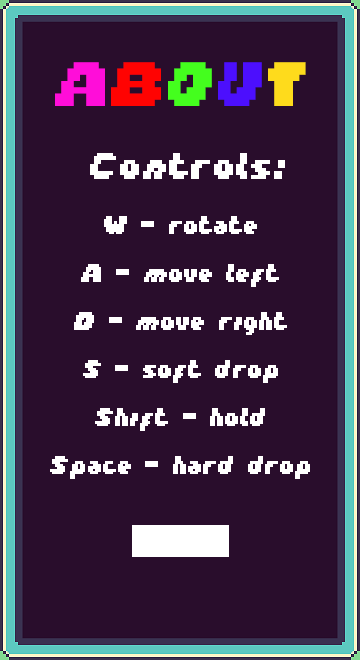 ABOUT
Controls:
W - rotate
A - move left
D - move right
S - soft drop
Shift - hold
Space - hard drop